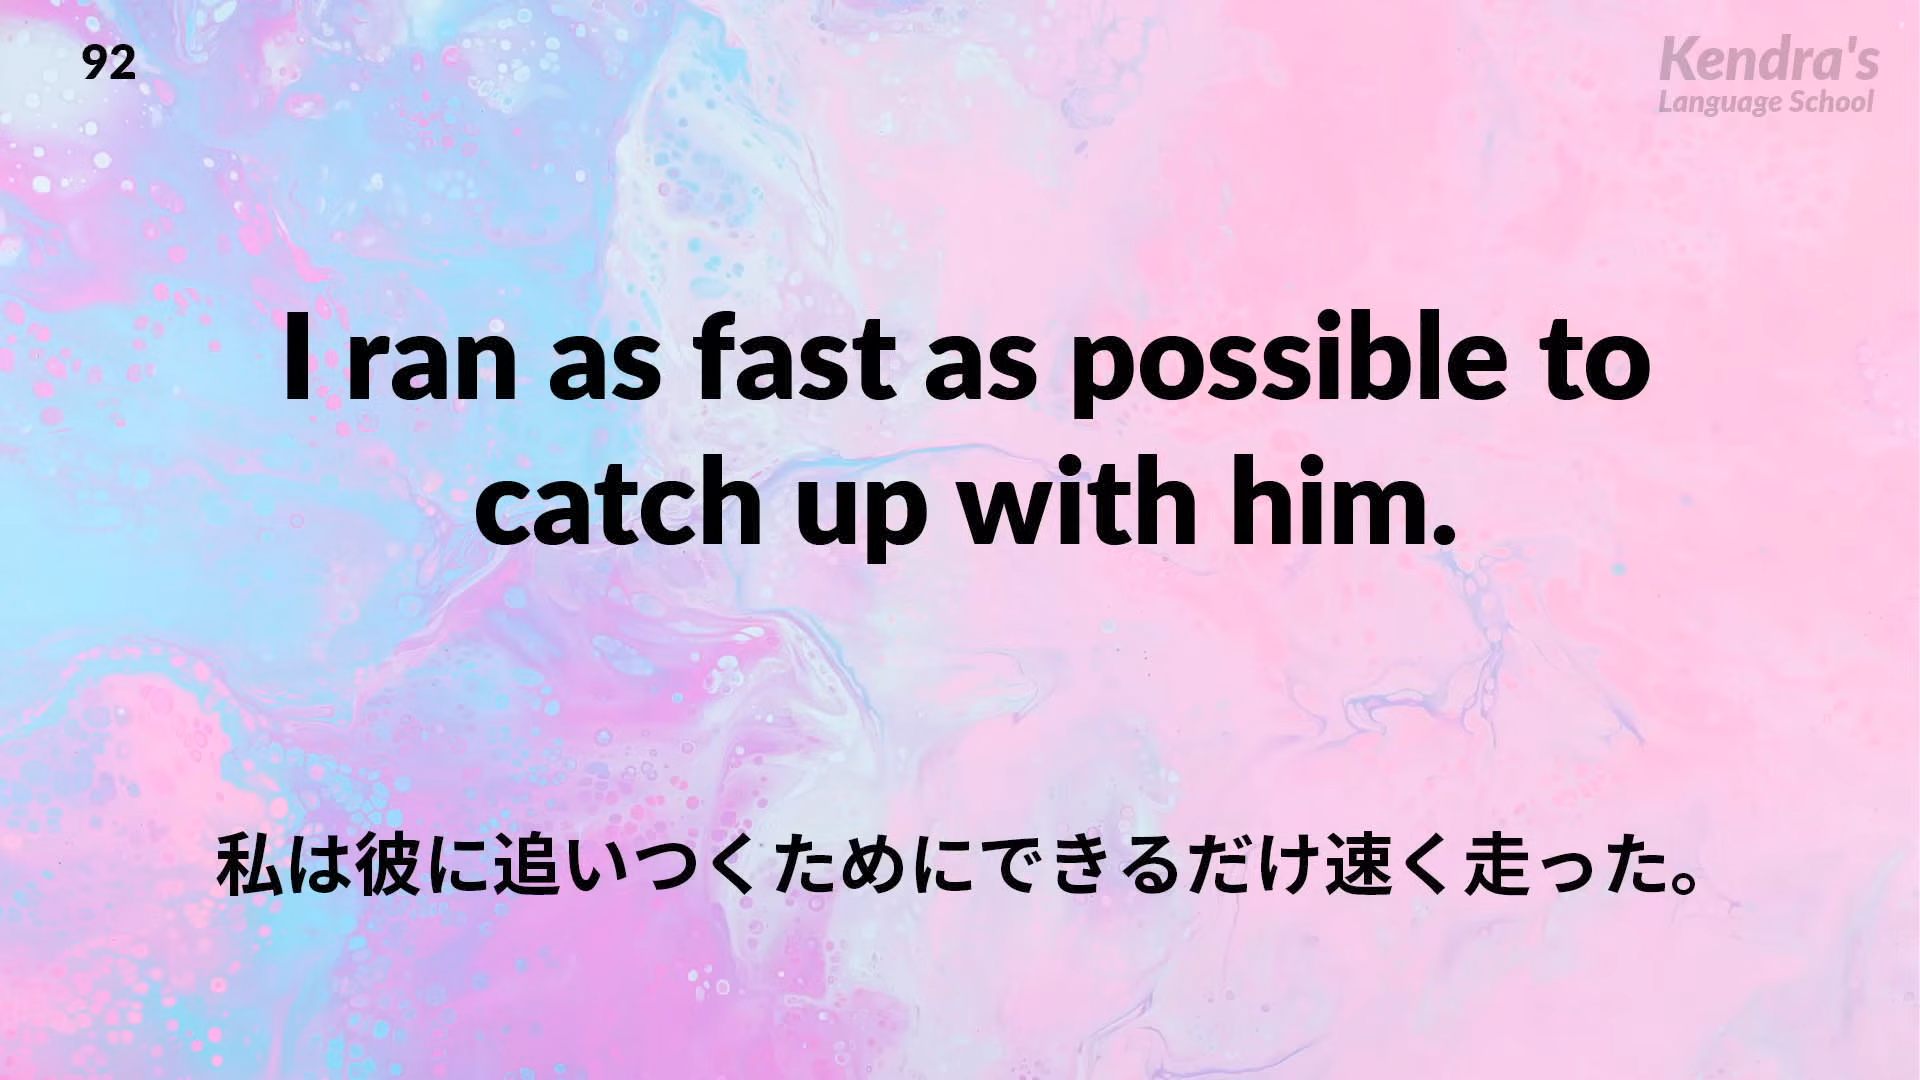 92
Kendra's
Language School
I ran as fast as possible to
catch up with him.
私は彼に追いつくためにできるだけ速く走った。